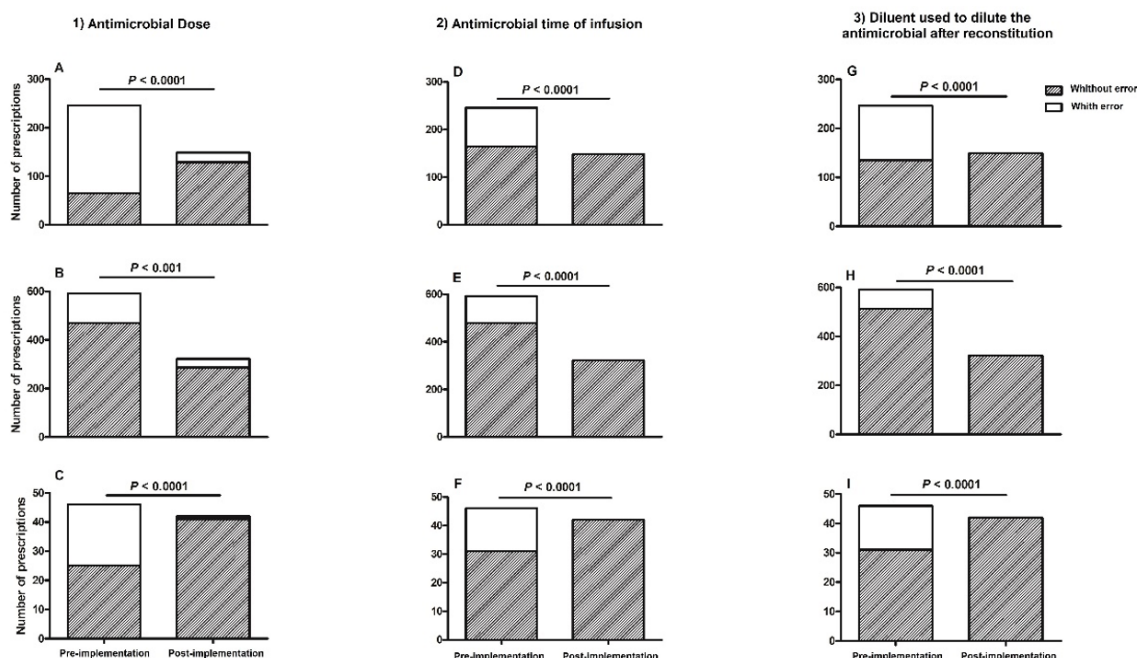 1) Antimicrobial Dose
2) Antimicrobial time of infusion
3) Diluent used to dilute the
antimicrobial after reconstitution
A
P < 0.0001
Number of prescriptions
300
200
100
0
D
P < 0.0001
300
200
100
0
G
P < 0.0001
300
200
100
0
Whithout error
Whith error
B
P < 0.001
Number of prescriptions
600
400
200
0
E
P < 0.0001
600
400
200
0
H
P < 0.0001
600
400
200
0
C
P < 0.0001
Number of prescriptions
50
40
30
20
10
0
Pre-implementation Post-implementation
F
P < 0.0001
50
40
30
20
10
0
Pre-implementation Post-implementation
I
P < 0.0001
50
40
30
20
10
0
Pre-implementation Post-implementation